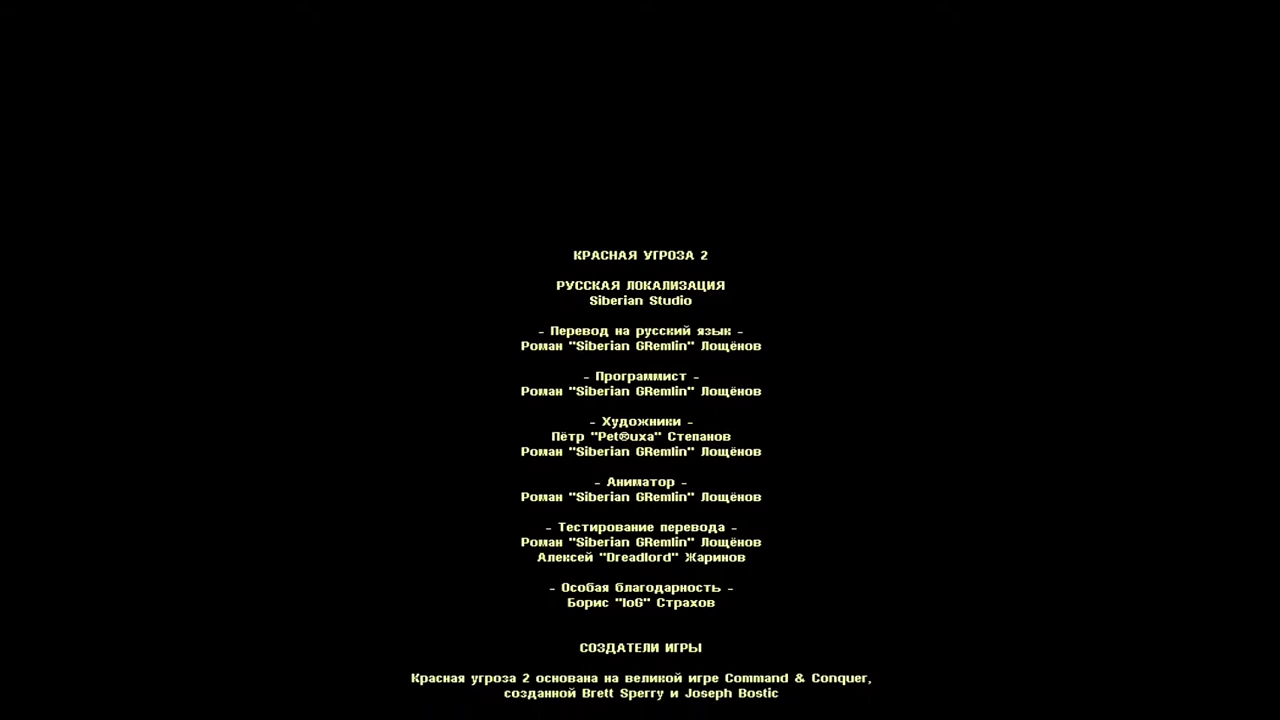 КРАСНАЯ УГРОЗА 2
РУССКАЯ ЛОКАЛИЗАЦИЯ
Siberian Studio
- Перевод на русский язык -
Роман "Siberian GRemlin" Лощёнов
- Программист -
Роман "Siberian GRemlin" Лощёнов
- Художники -
Пётр "Pet®uxa" Степанов
Роман "Siberian GRemlin" Лощёнов
- Аниматор -
Роман "Siberian GRemlin" Лощёнов
- Тестирование перевода -
Роман "Siberian GRemlin" Лощёнов
Алексей "Dreadlord" Жаринов
- Особая благодарность -
Борис "IoG" Страхов
СОЗДАТЕЛИ ИГРЫ
Красная угроза 2 основана на великой игре Command & Conquer,
созданной Brett Sperry и Joseph Bostic